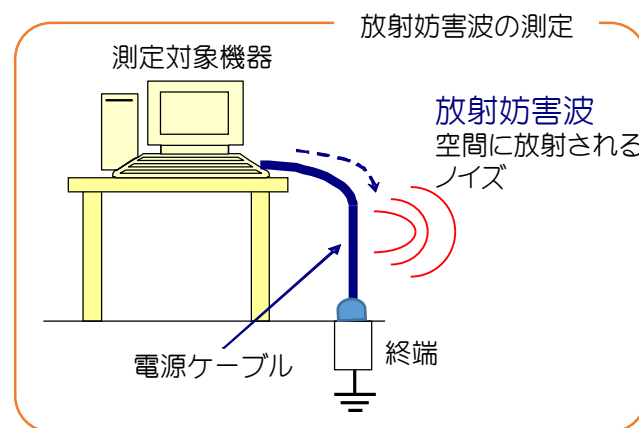 放射妨害波の測定
測定対象機器
放射妨害波
空間に放射される
ノイズ
電源ケーブル
終端